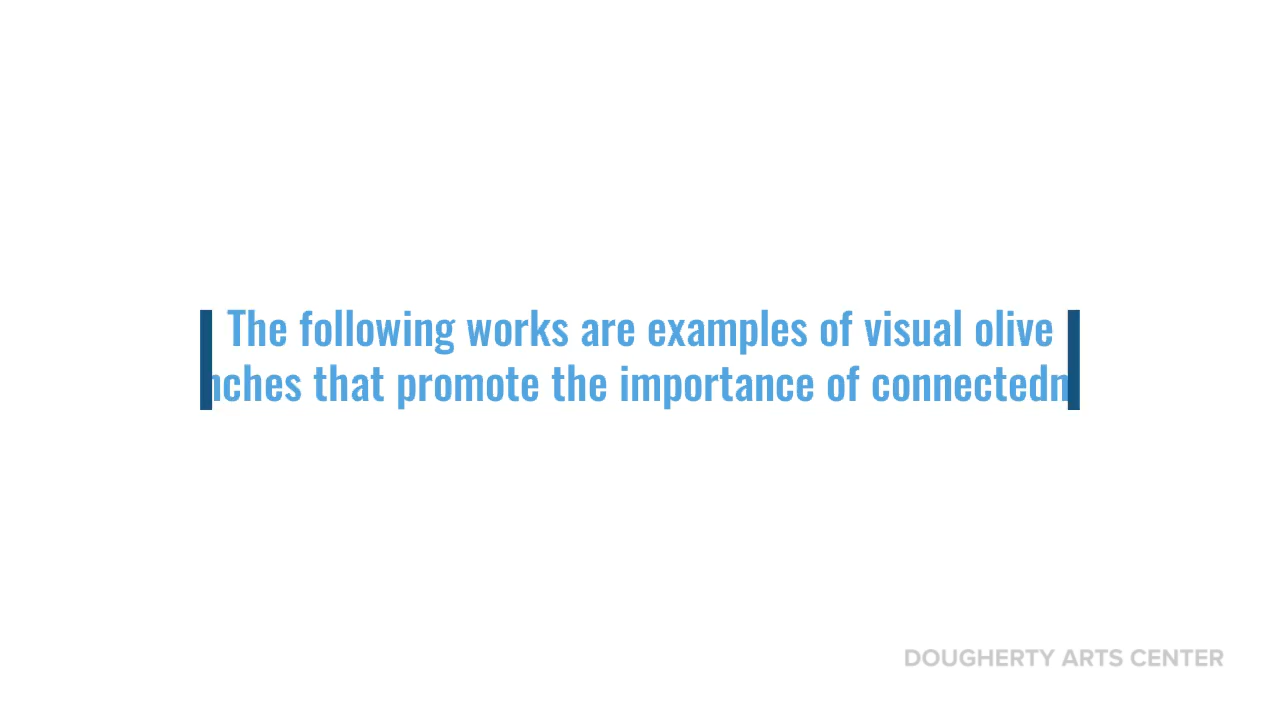 The following works are examples of visual olive
nches that promote the importance of connectedn
DOUGHERTY ARTS CENTER